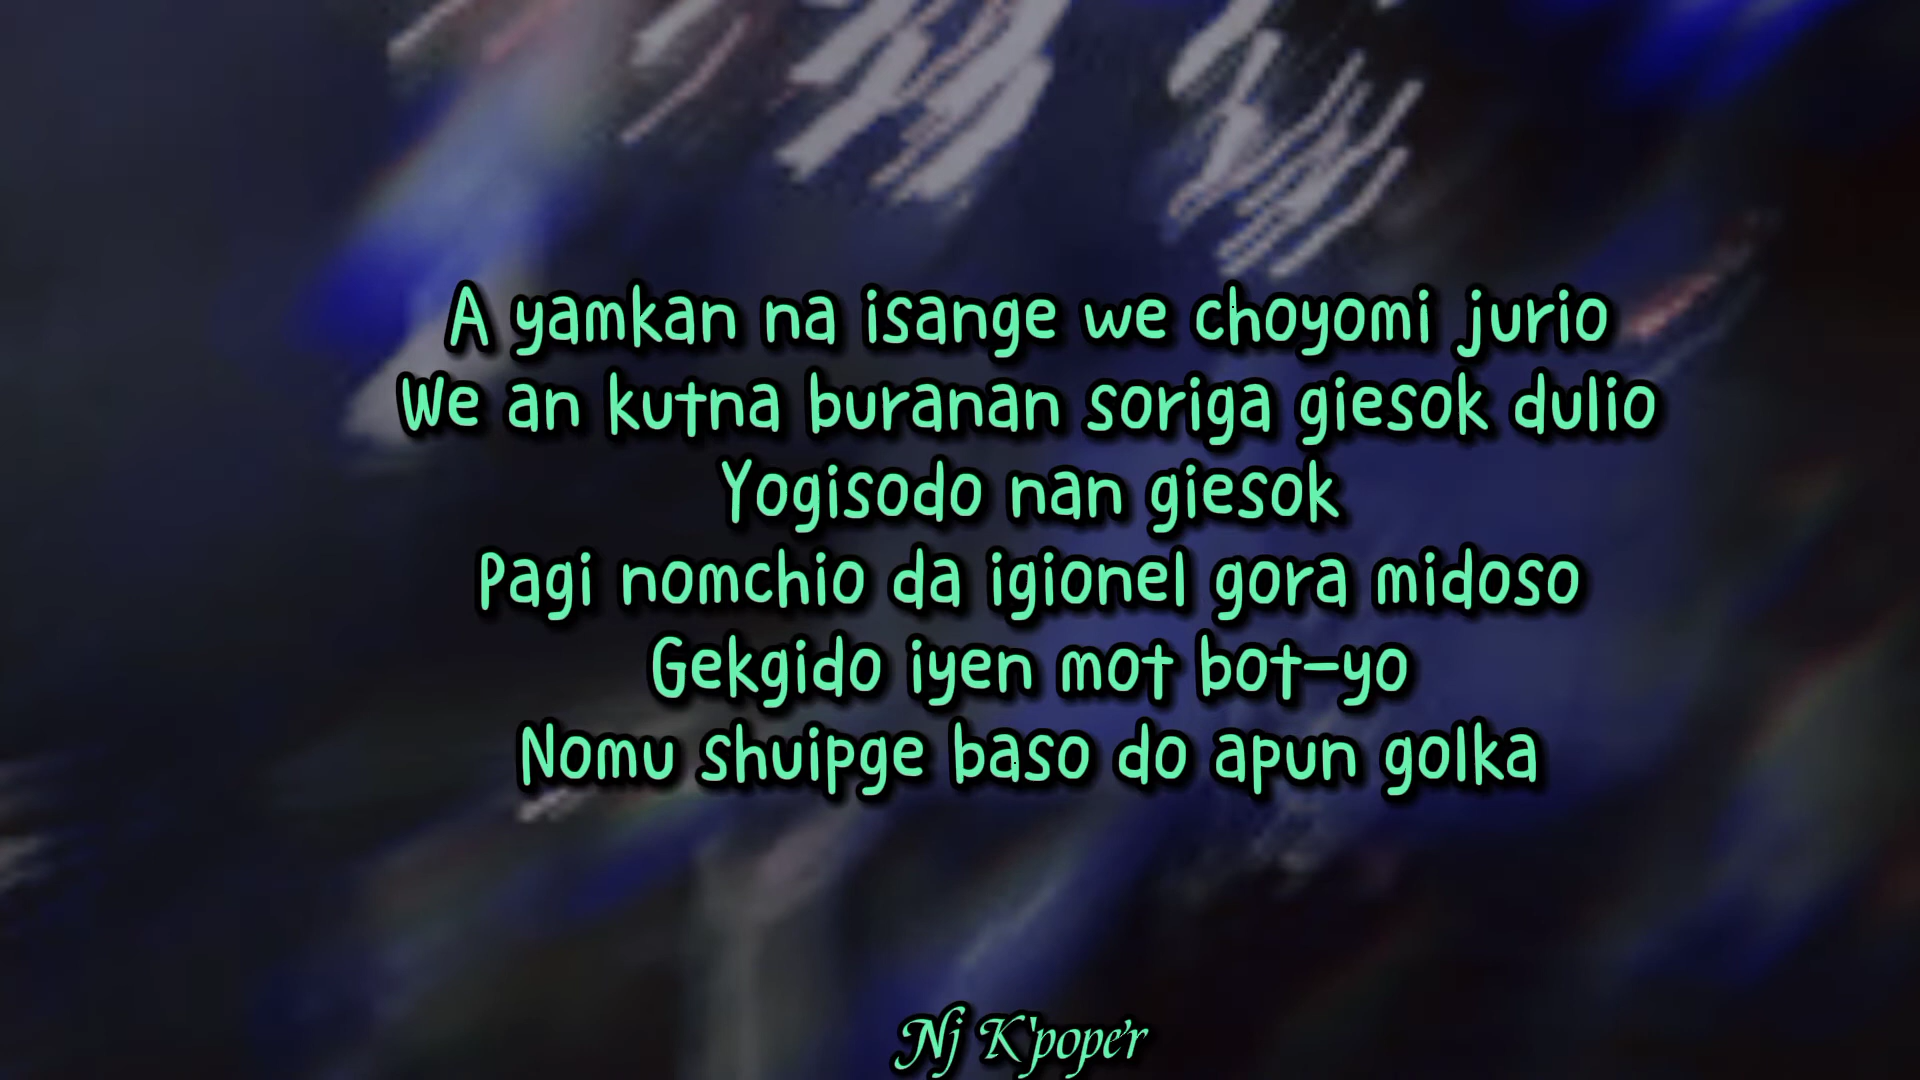 A yamkan na isange we choyomi jurio
We an kutna buranan soriga giesok dulio
Yogisodo nan giesok
Pagi nomchio da igionel gora midoso
Gekgido iyen mot bot-yo
Nomu shuipge baso do apun golka
Nj K'pope'r